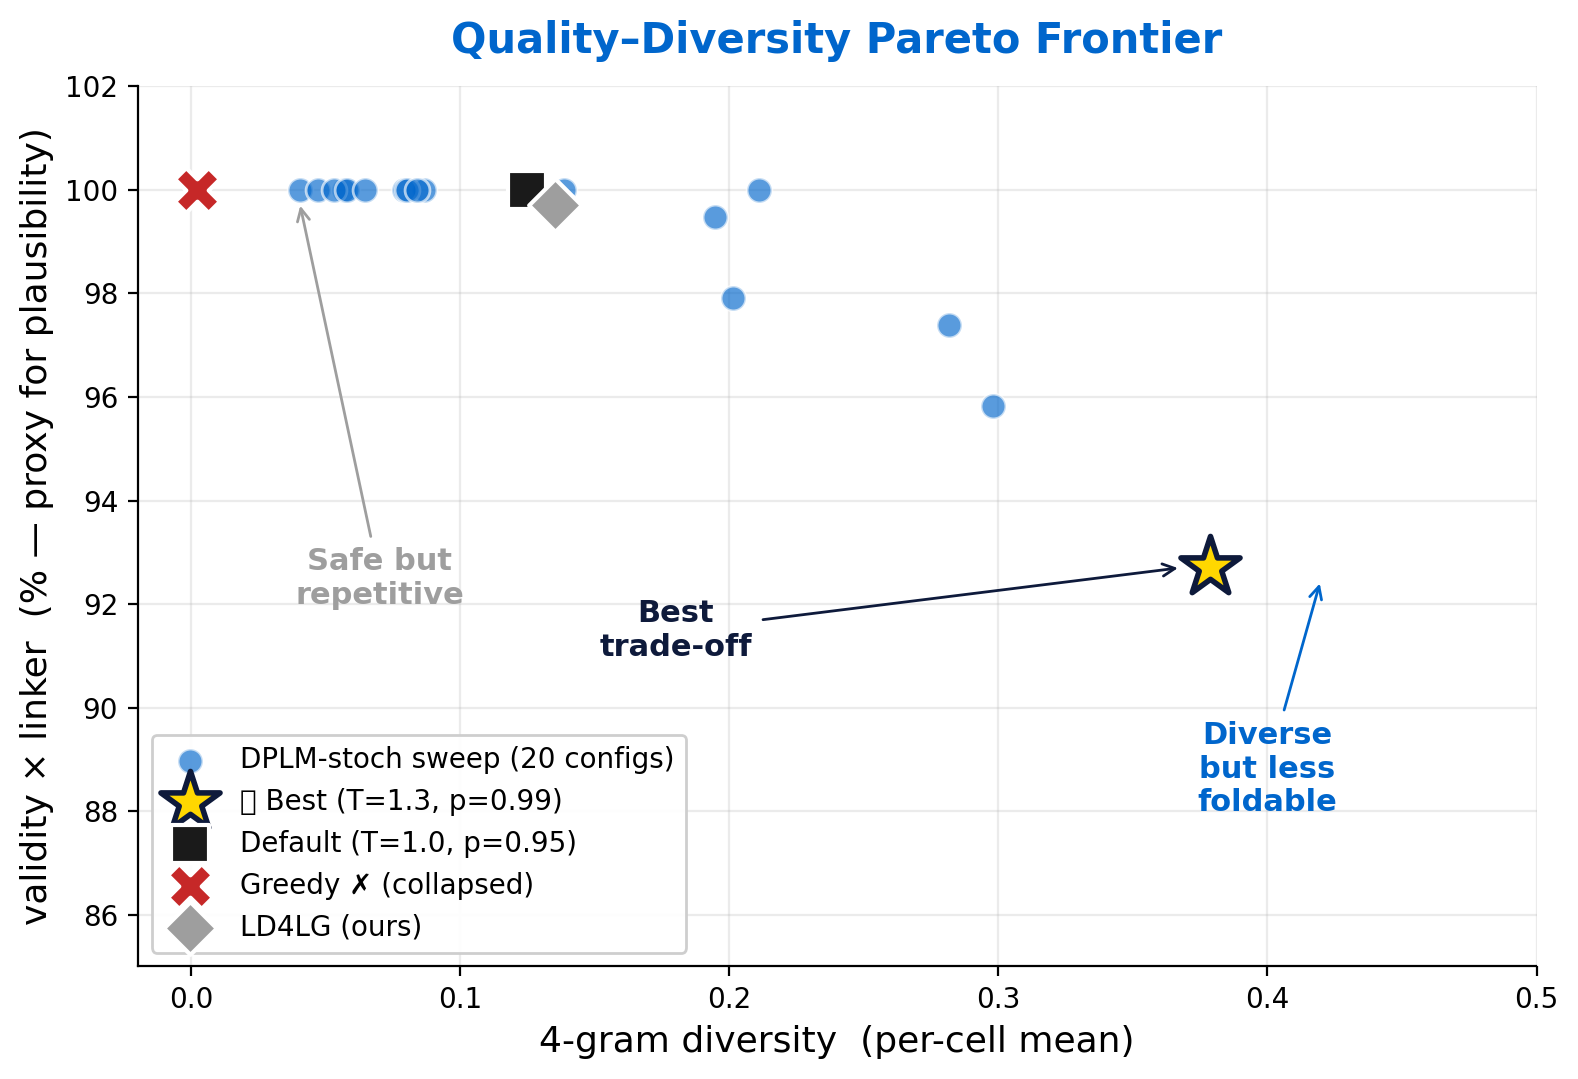 Quality–Diversity Pareto Frontier
validity × linker (% — proxy for plausibility)
102
100
98
96
94
92
90
88
86
Safe but
repetitive
Best
trade-off
Diverse
but less
foldable
DPLM-stoch sweep (20 configs)
▯ Best (T=1.3, p=0.99)
Default (T=1.0, p=0.95)
Greedy ✗ (collapsed)
LD4LG (ours)
0.0
0.1
0.2
0.3
0.4
0.5
4-gram diversity (per-cell mean)